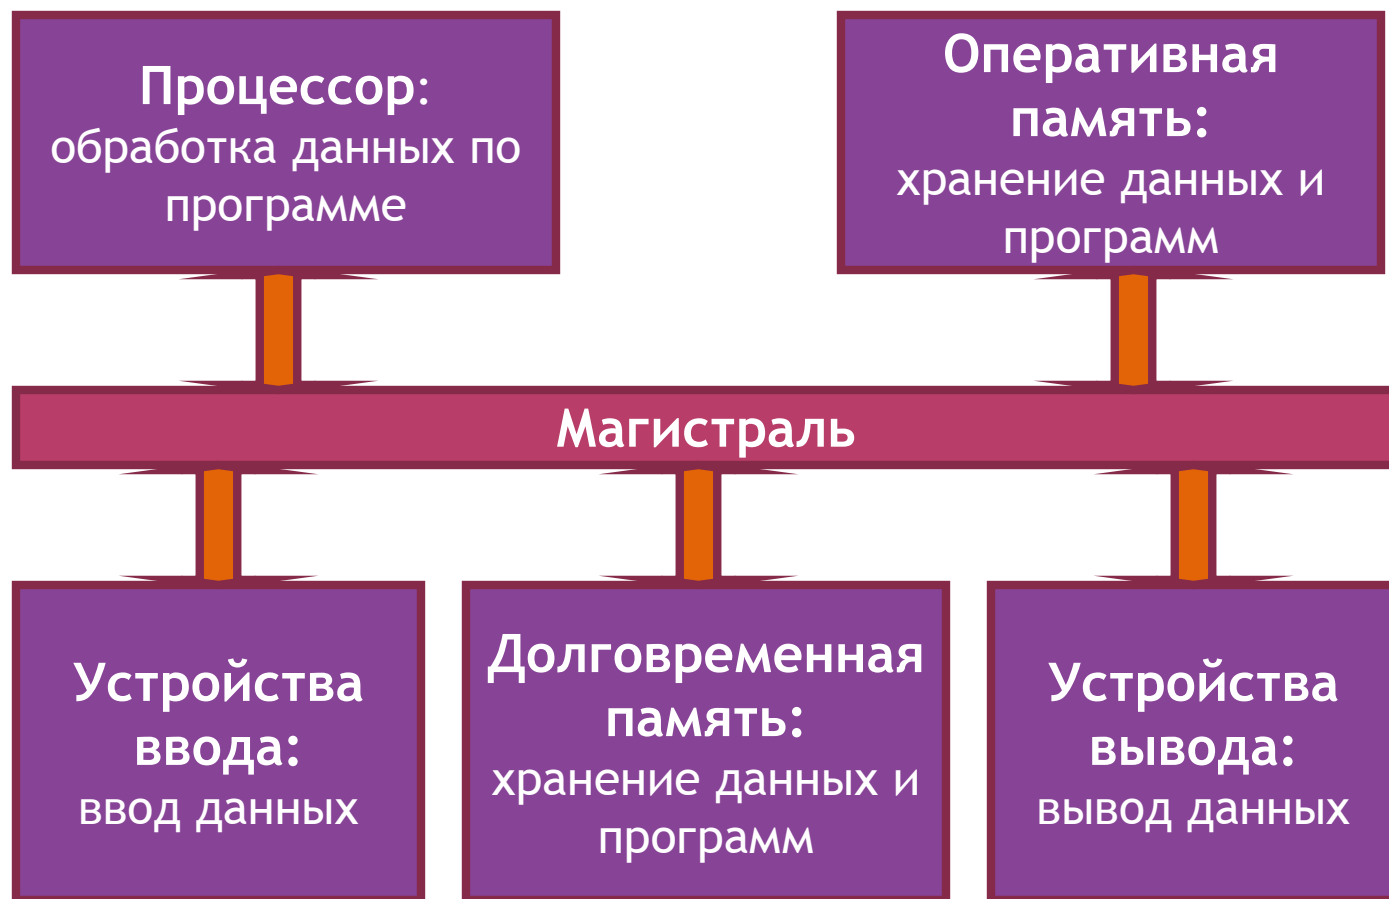 Процессор:
обработка данных по
программе
Оперативная
память:
хранение данных и
программ
Магистраль
Устройства
ввода:
ввод данных
Долговременная
память:
хранение данных и
программ
Устройства
вывода:
вывод данных